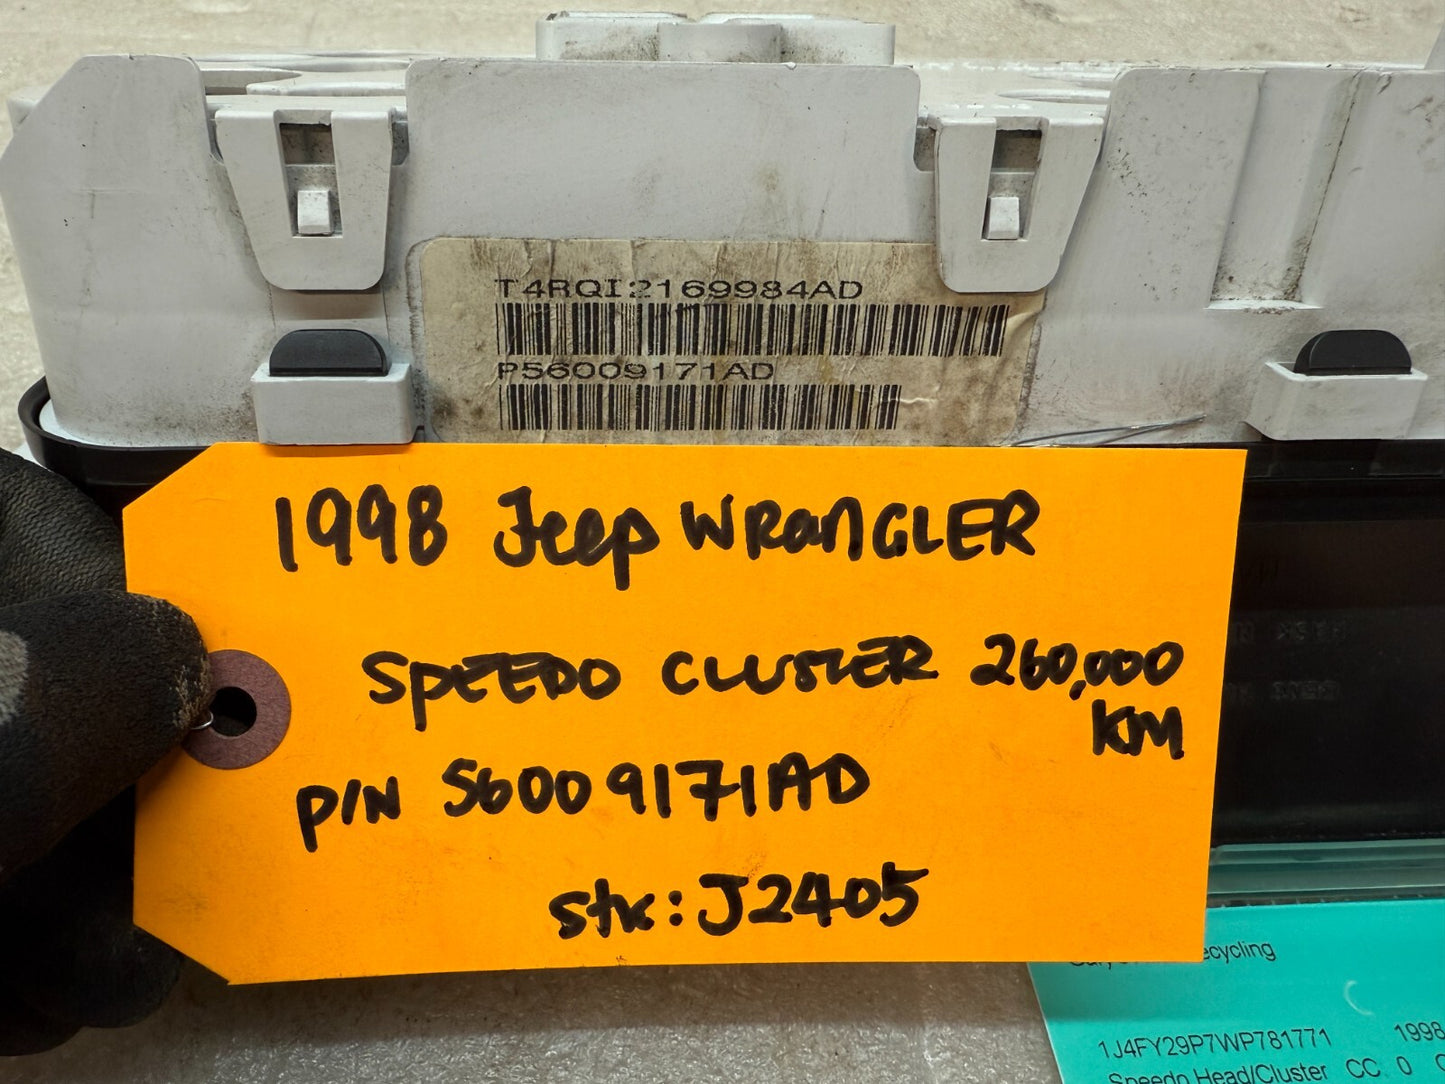 T4RQI2169984AD
P56009171AD
1998 Jeep WRanGLER
SPEEDO CLUSTER 260,000
KM
P/N 56009171AD
Stk: J2405
ecycling
1J4FY29P7WP781771 1998
Speedo Head/Cluster CC 0